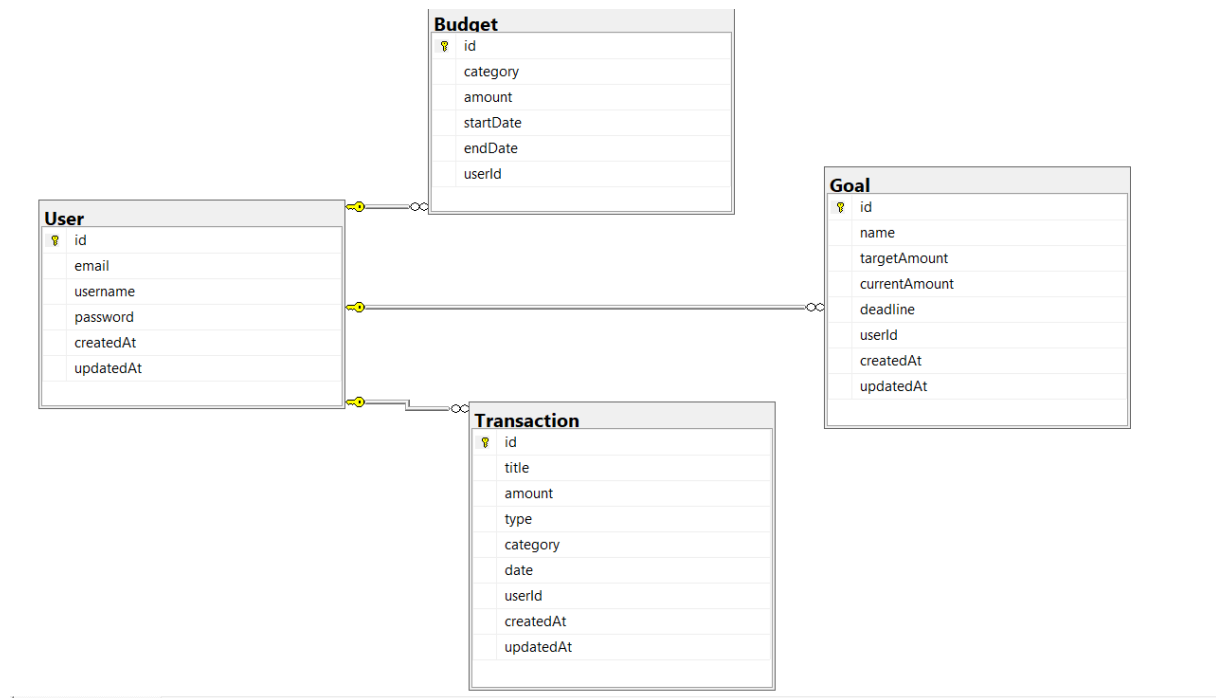 Budget
id
category
amount
startDate
endDate
userId
Goal
id
name
targetAmount
currentAmount
deadline
userId
createdAt
updatedAt
User
id
email
username
password
createdAt
updatedAt
Transaction
id
title
amount
type
category
date
userId
createdAt
updatedAt